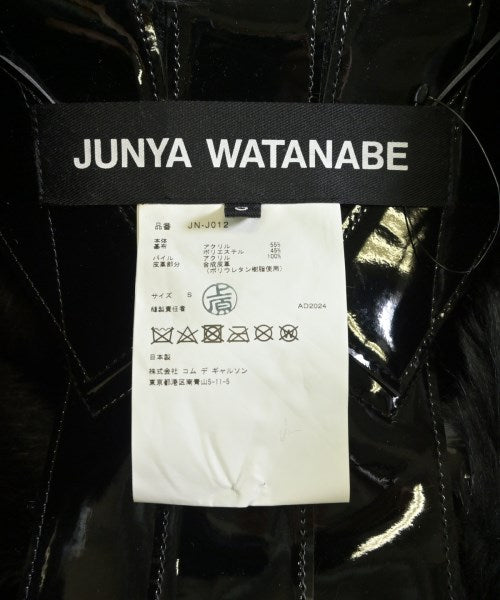 JUNYA WATANABE
S
品番 JN-J012
本体
基布 アクリル 55%
ポリエステル 45%
パイル アクリル 100%
皮革部分 合成皮革
(ポリウレタン樹脂使用)
サイズ S
縫製責任者 上原 AD2024
日本製
株式会社 コム デ ギャルソン
東京都港区南青山5-11-5